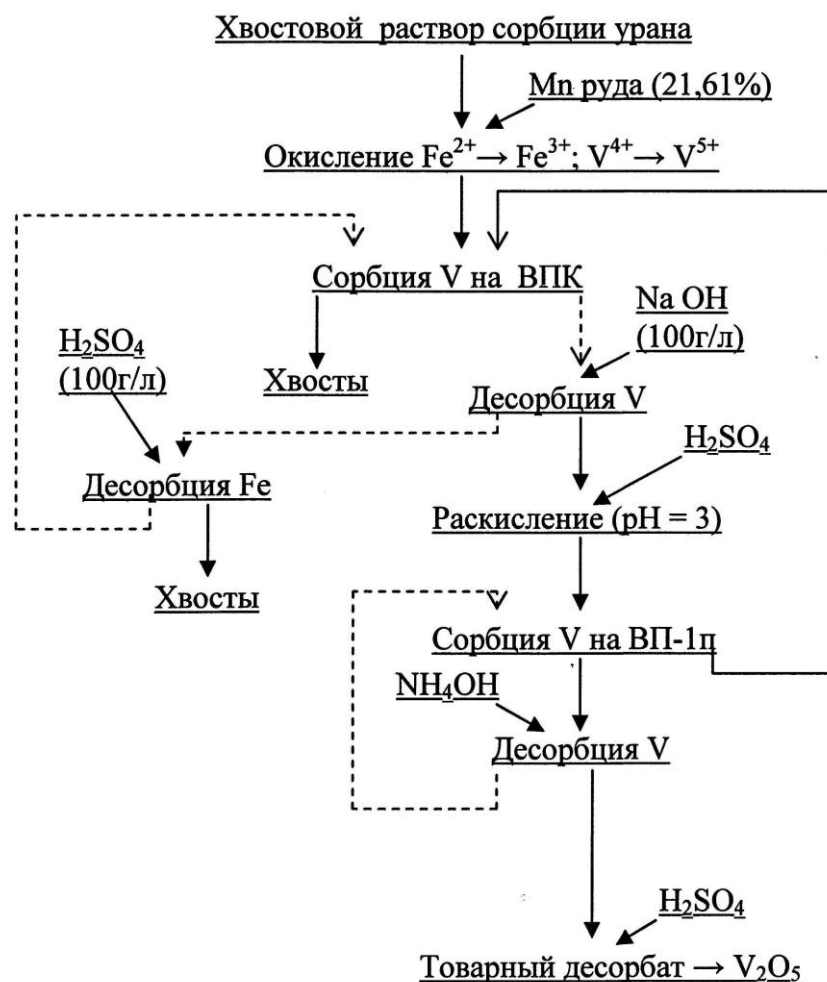 Хвостовой раствор сорбции урана
Mn руда (21,61%)
Окисление Fe²⁺→ Fe³⁺; V⁴⁺→ V⁵⁺
Сорбция V на ВПК
Na OH
(100г/л)
H₂SO₄
(100г/л)
Хвосты
Десорбция V
H₂SO₄
Десорбция Fe
Раскисление (pH = 3)
Хвосты
Сорбция V на ВП-1п
NH₄OH
Десорбция V
H₂SO₄
Товарный десорбат → V₂O₅